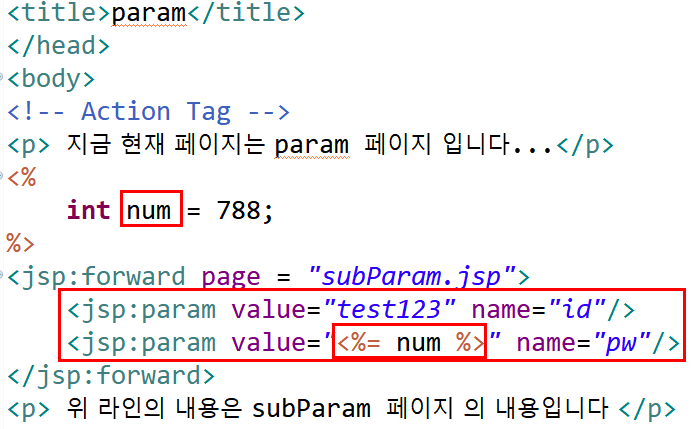 <title>param</title>
</head>
<body>
<!-- Action Tag -->
<p> 지금 현재 페이지는 param 페이지 입니다...</p>
<%
int num = 788;
%>
<jsp:forward page = "subParam.jsp">
<jsp:param value="test123" name="id"/>
<jsp:param value="<%= num %>" name="pw"/>
</jsp:forward>
<p> 위 라인의 내용은 subParam 페이지 의 내용입니다 </p>